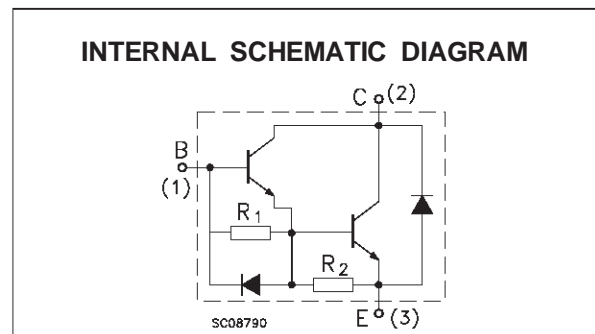 INTERNAL SCHEMATIC DIAGRAM
C (2)
B
(1)
R1
R2
SC08790
E (3)